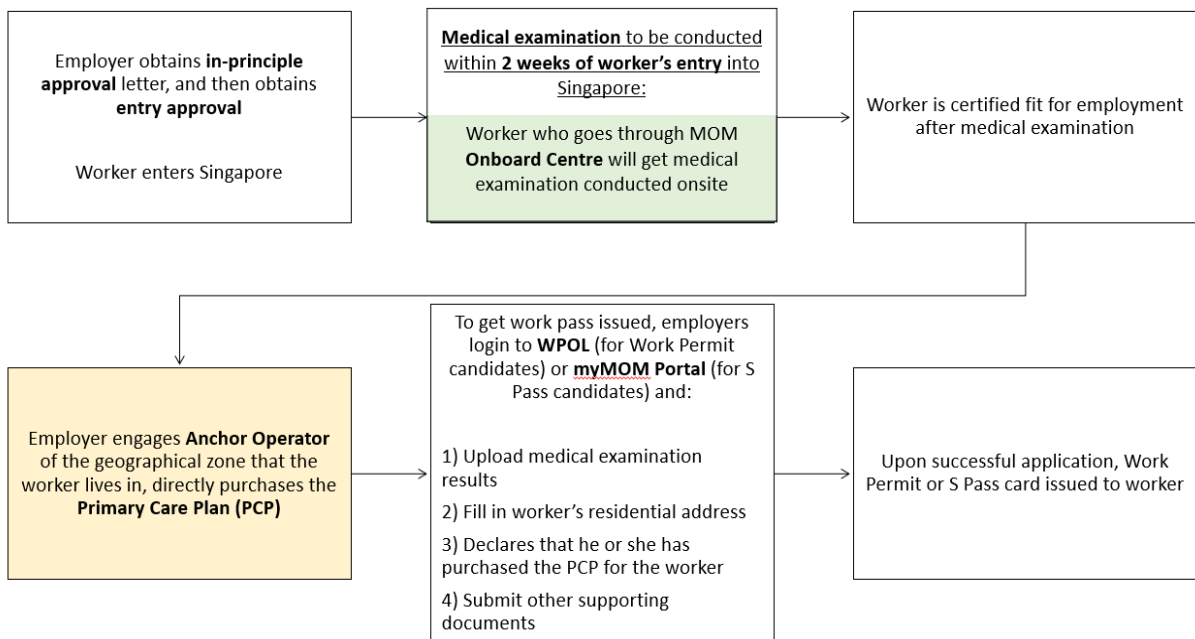 Employer obtains in-principle
approval letter, and then obtains
entry approval
Worker enters Singapore
Medical examination to be conducted
within 2 weeks of worker’s entry into
Singapore:
Worker who goes through MOM
Onboard Centre will get medical
examination conducted onsite
Worker is certified fit for employment
after medical examination
Employer engages Anchor Operator
of the geographical zone that the
worker lives in, directly purchases the
Primary Care Plan (PCP)
To get work pass issued, employers
login to WPOL (for Work Permit
candidates) or myMOM Portal (for S
Pass candidates) and:
1) Upload medical examination
results
2) Fill in worker’s residential address
3) Declares that he or she has
purchased the PCP for the worker
4) Submit other supporting
documents
Upon successful application, Work
Permit or S Pass card issued to worker